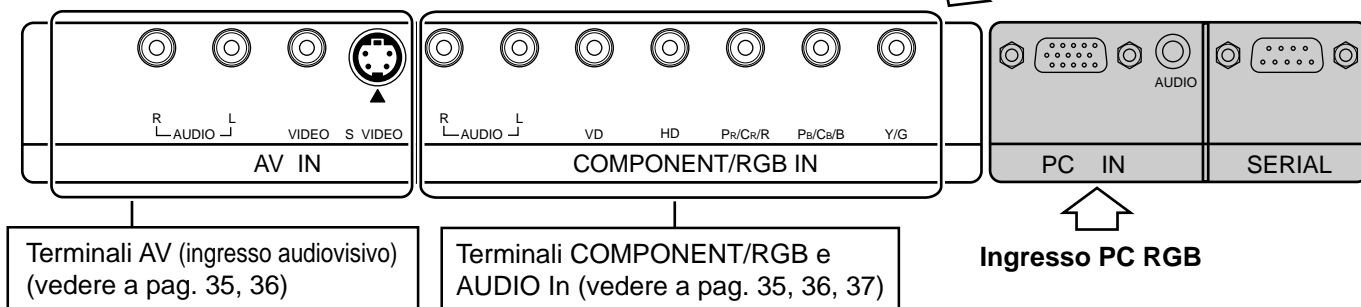 R L
AUDIO VIDEO S VIDEO
AV IN
R L
AUDIO VD HD PR/CR/R PB/CB/B Y/G
COMPONENT/RGB IN
AUDIO
PC IN
SERIAL
Terminali AV (ingresso audiovisivo)
(vedere a pag. 35, 36)
Terminali COMPONENT/RGB e
AUDIO In (vedere a pag. 35, 36, 37)
Ingresso PC RGB